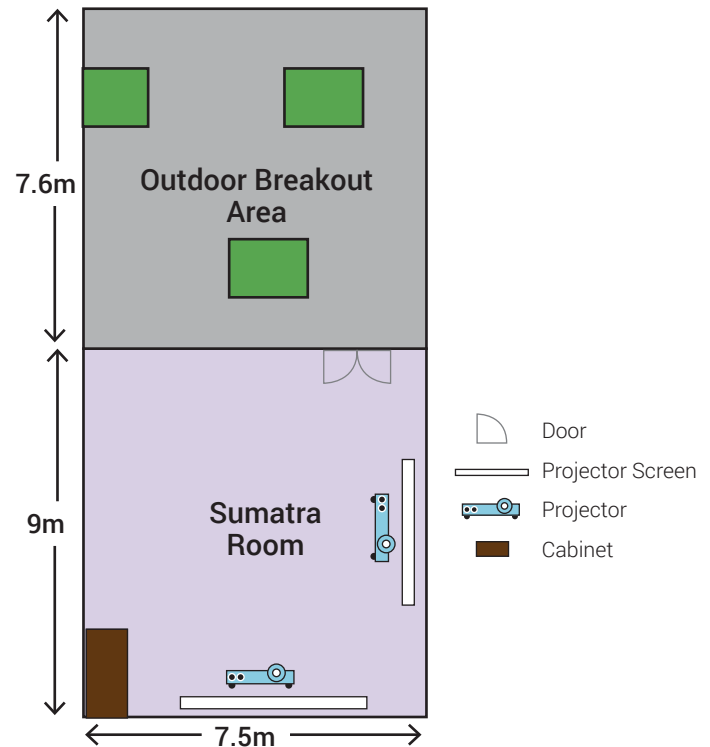 7.6m
Outdoor Breakout
Area
9m
Sumatra
Room
7.5m
Door
Projector Screen
Projector
Cabinet